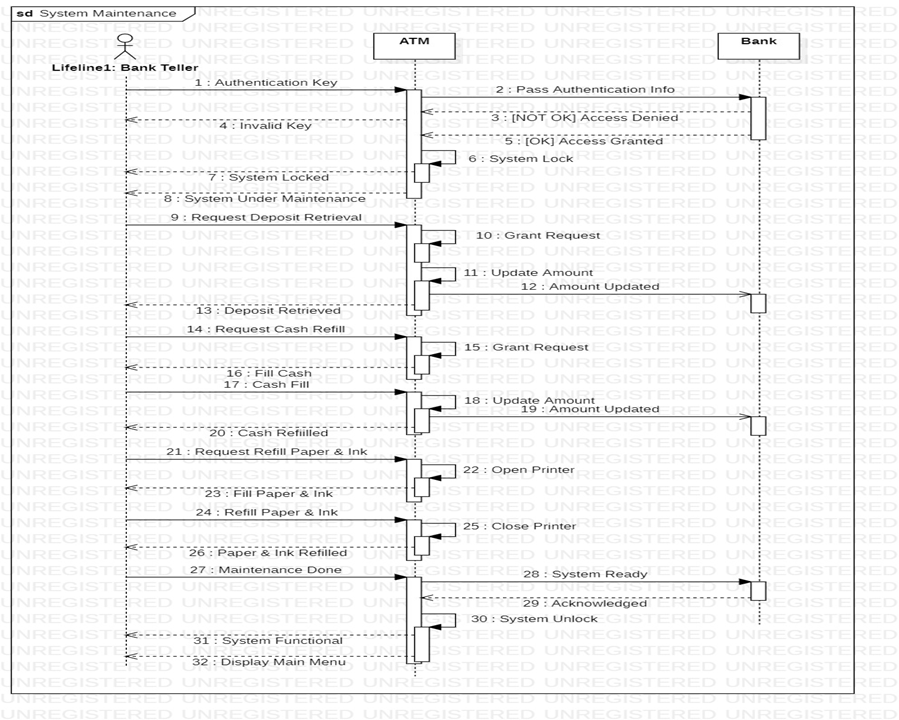 sd System Maintenance
ATM
Bank
Lifeline1: Bank Teller
1 : Authentication Key
2 : Pass Authentication Info
3 : [NOT OK] Access Denied
4 : Invalid Key
5 : [OK] Access Granted
6 : System Lock
7 : System Locked
8 : System Under Maintenance
9 : Request Deposit Retrieval
10 : Grant Request
11 : Update Amount
12 : Amount Updated
13 : Deposit Retrieved
14 : Request Cash Refill
15 : Grant Request
16 : Fill Cash
17 : Cash Fill
18 : Update Amount
19 : Amount Updated
20 : Cash Refiilled
21 : Request Refill Paper & Ink
22 : Open Printer
23 : Fill Paper & Ink
24 : Refill Paper & Ink
25 : Close Printer
26 : Paper & Ink Refilled
27 : Maintenance Done
28 : System Ready
29 : Acknowledged
30 : System Unlock
31 : System Functional
32 : Display Main Menu
UNREGISTERED